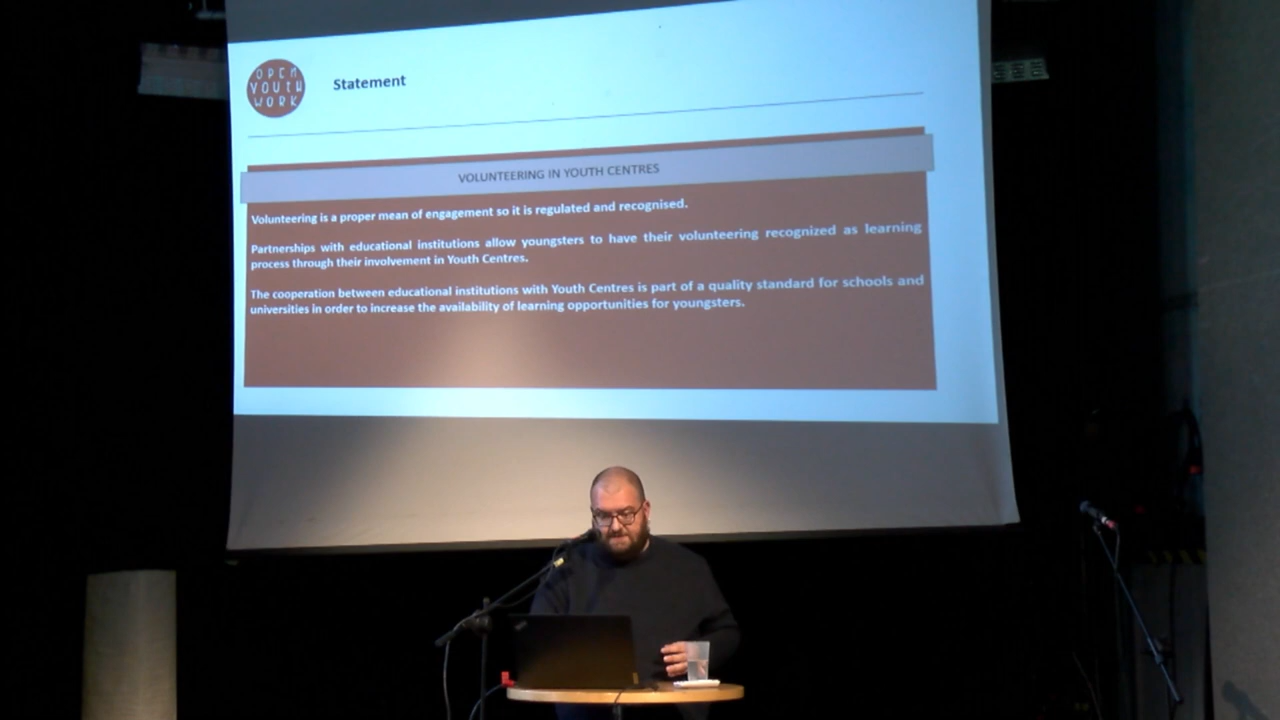 OPEN
YOUTH
WORK
Statement
VOLUNTEERING IN YOUTH CENTRES
Volunteering is a proper mean of engagement so it is regulated and recognised.
Partnerships with educational institutions allow youngsters to have their volunteering recognized as learning
process through their involvement in Youth Centres.
The cooperation between educational institutions with Youth Centres is part of a quality standard for schools and
universities in order to increase the availability of learning opportunities for youngsters.